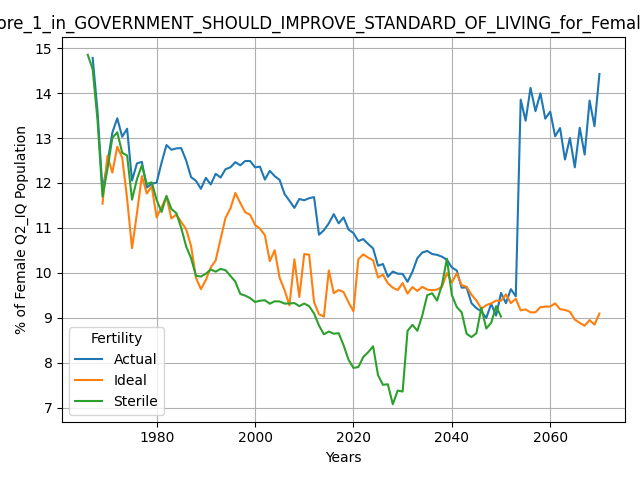 ore_1_in_GOVERNMENT_SHOULD_IMPROVE_STANDARD_OF_LIVING_for_Femal
% of Female Q2_IQ Population
15
14
13
12
11
10
9
8
7
Fertility
Actual
Ideal
Sterile
1980
2000
2020
2040
2060
Years